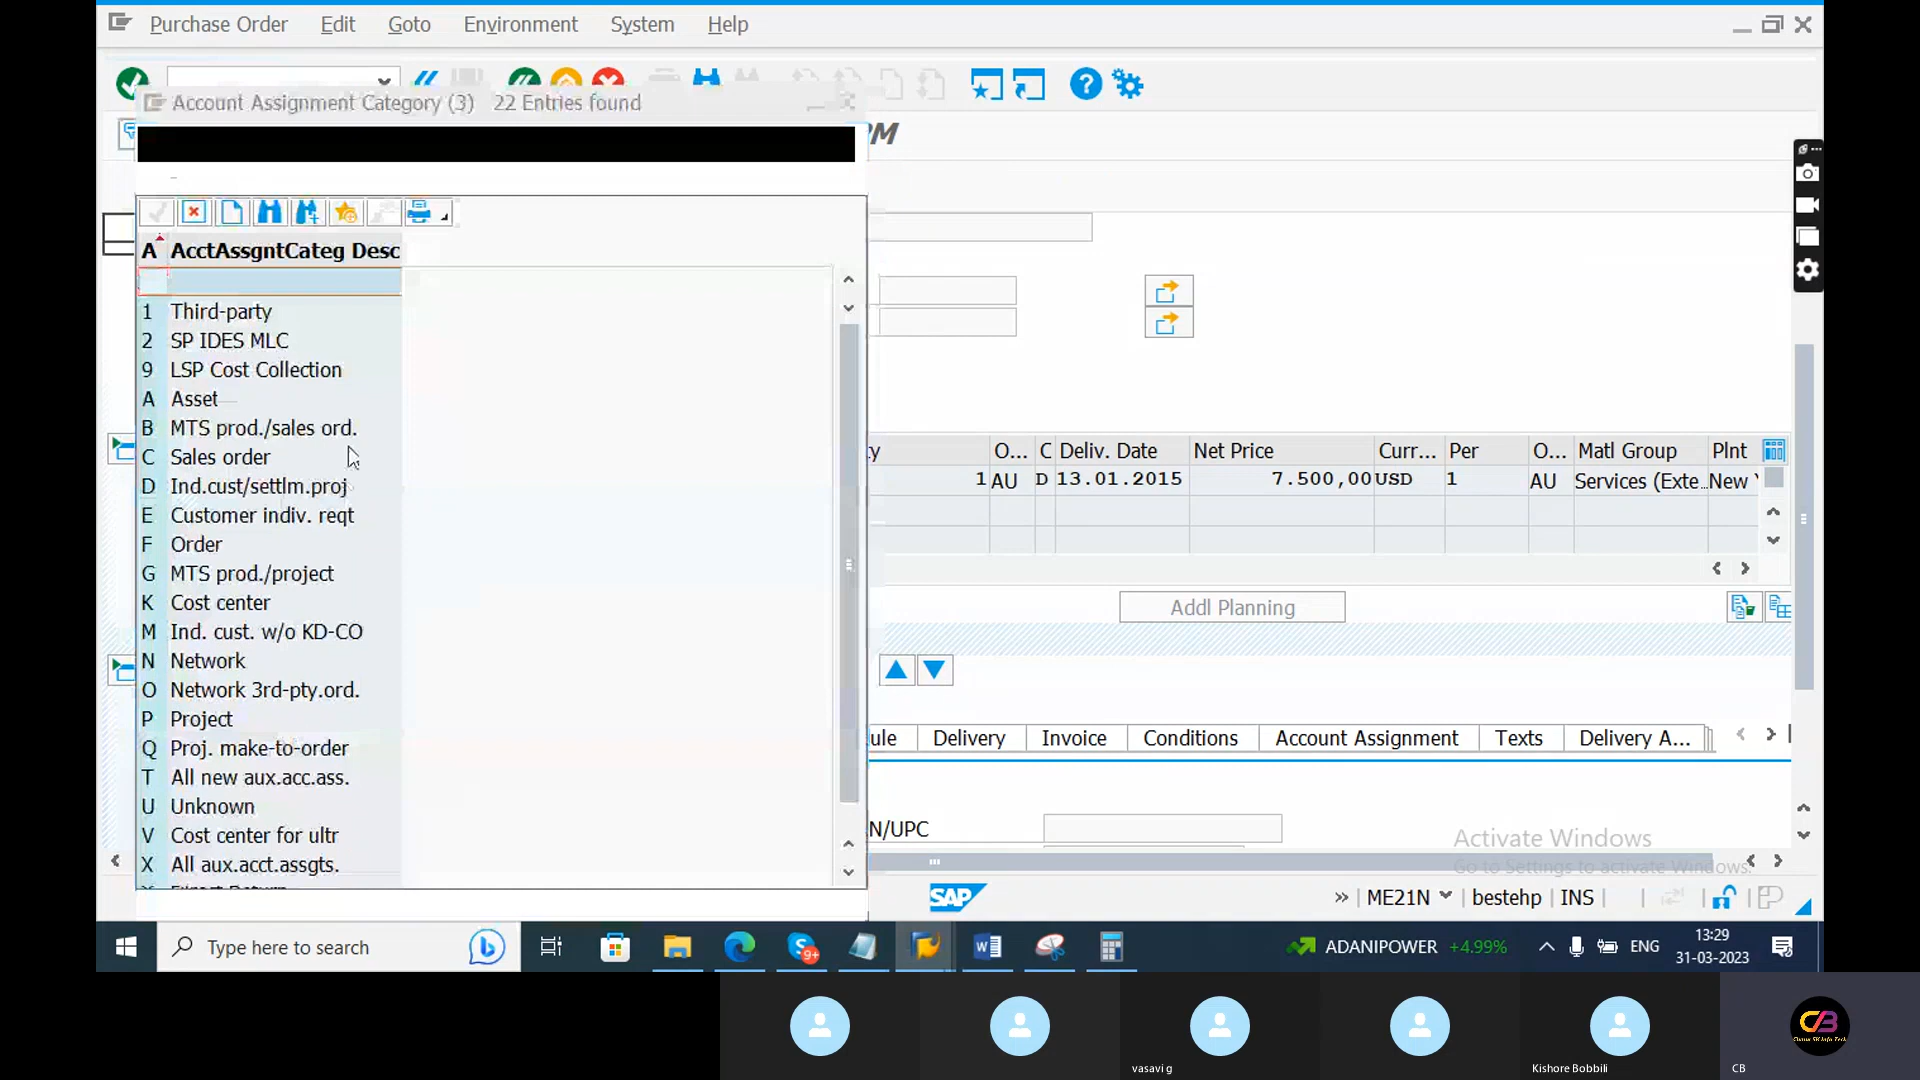 Purchase Order Edit Goto Environment System Help
Account Assignment Category (3) 22 Entries found
PM
A AcctAssgntCateg Desc
1 Third-party
2 SP IDES MLC
9 LSP Cost Collection
A Asset
B MTS prod./sales ord.
C Sales order
D Ind.cust/settlm.proj
E Customer indiv. reqt
F Order
G MTS prod./project
K Cost center
M Ind. cust. w/o KD-CO
N Network
O Network 3rd-pty.ord.
P Project
Q Proj. make-to-order
T All new aux.acc.ass.
U Unknown
V Cost center for ultr
X All aux.acct.assgts.
y O... C Deliv. Date Net Price Curr... Per O... Matl Group Plnt
1 AU D 13.01.2015 7.500,00 USD 1 AU Services (Exte... New Y
Addl Planning
ule Delivery Invoice Conditions Account Assignment Texts Delivery A...
N/UPC
Activate Windows
Go to Settings to activate Windows.
SAP » ME21N bestehp INS
Type here to search
9+
ADANIPOWER +4.99% ENG
13:29
31-03-2023
CB
vasavi g
Kishore Bobbili
CB